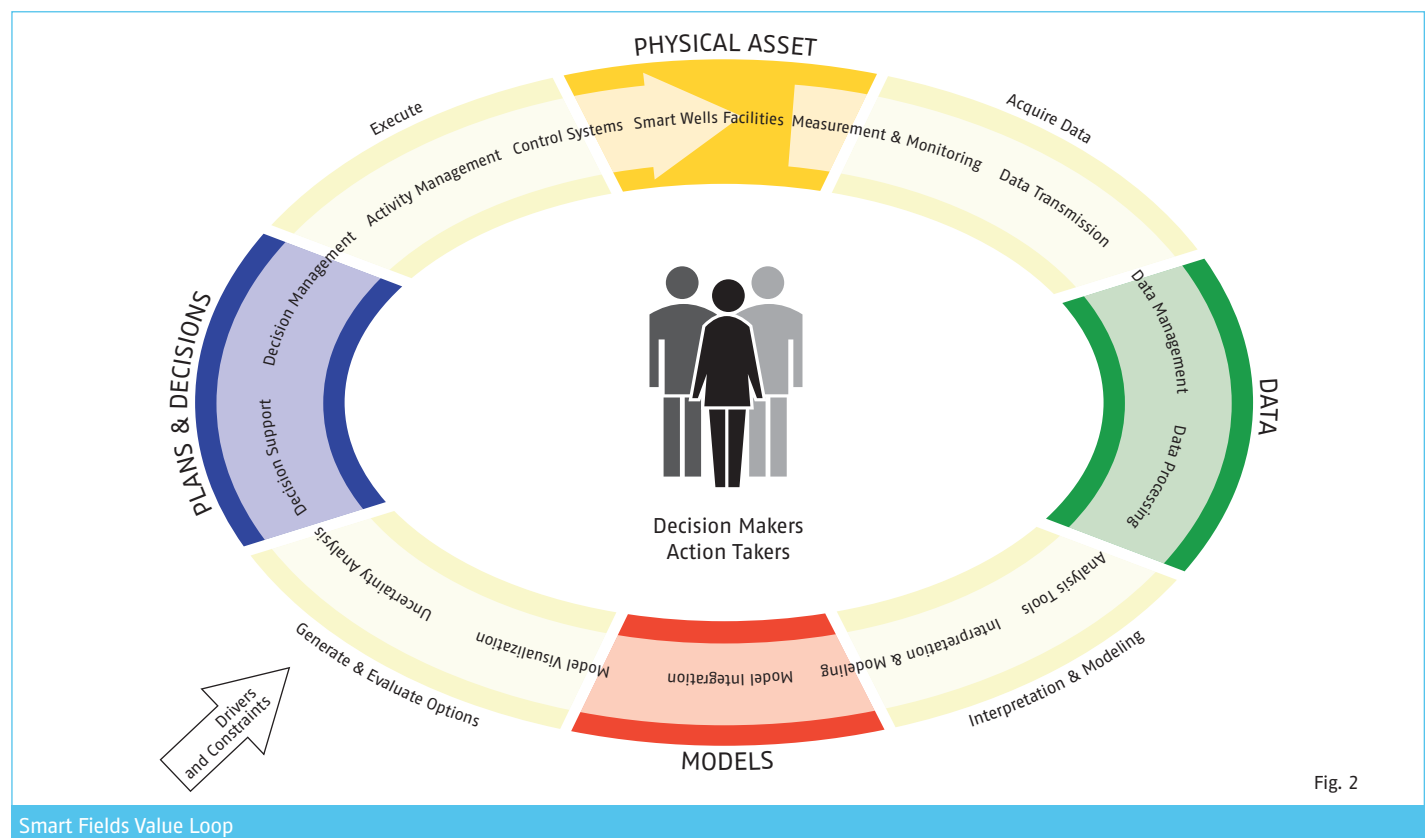 PHYSICAL ASSET
Execute
Acquire Data
Control Systems
Smart Wells Facilities
Measurement & Monitoring
Activity Management
Data Transmission
Decision Management
Data Management
PLANS & DECISIONS
DATA
Decision Support
Data Processing
Decision Makers
Action Takers
Uncertainty Analysis
Analysis Tools
Model Visualization
Model Integration
Interpretation & Modeling
Generate & Evaluate Options
Interpretation & Modeling
Drivers
and Constraints
MODELS
Fig. 2
Smart Fields Value Loop